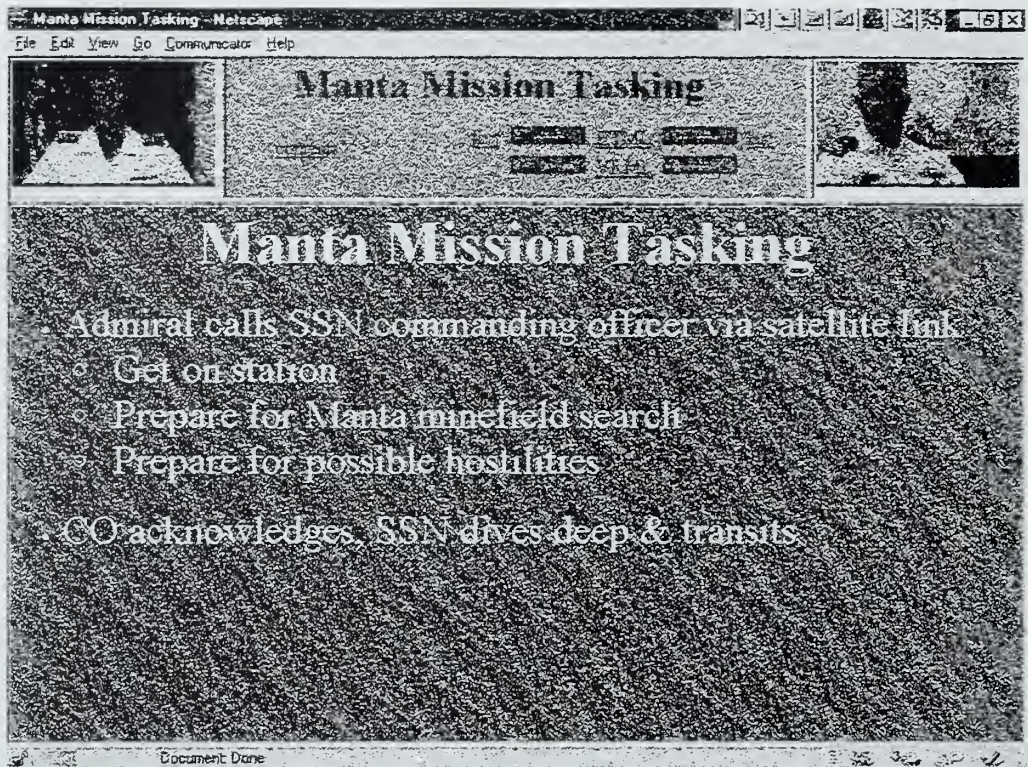 Manta Mission Tasking - Netscape
File Edit View Go Communicator Help
Manta Mission Tasking
Manta Mission Tasking
Admiral calls SSN commanding officer via satellite link
Get on station
Prepare for Manta minefield search
Prepare for possible hostilities
CO acknowledges, SSN dives deep & transits
Document: Done